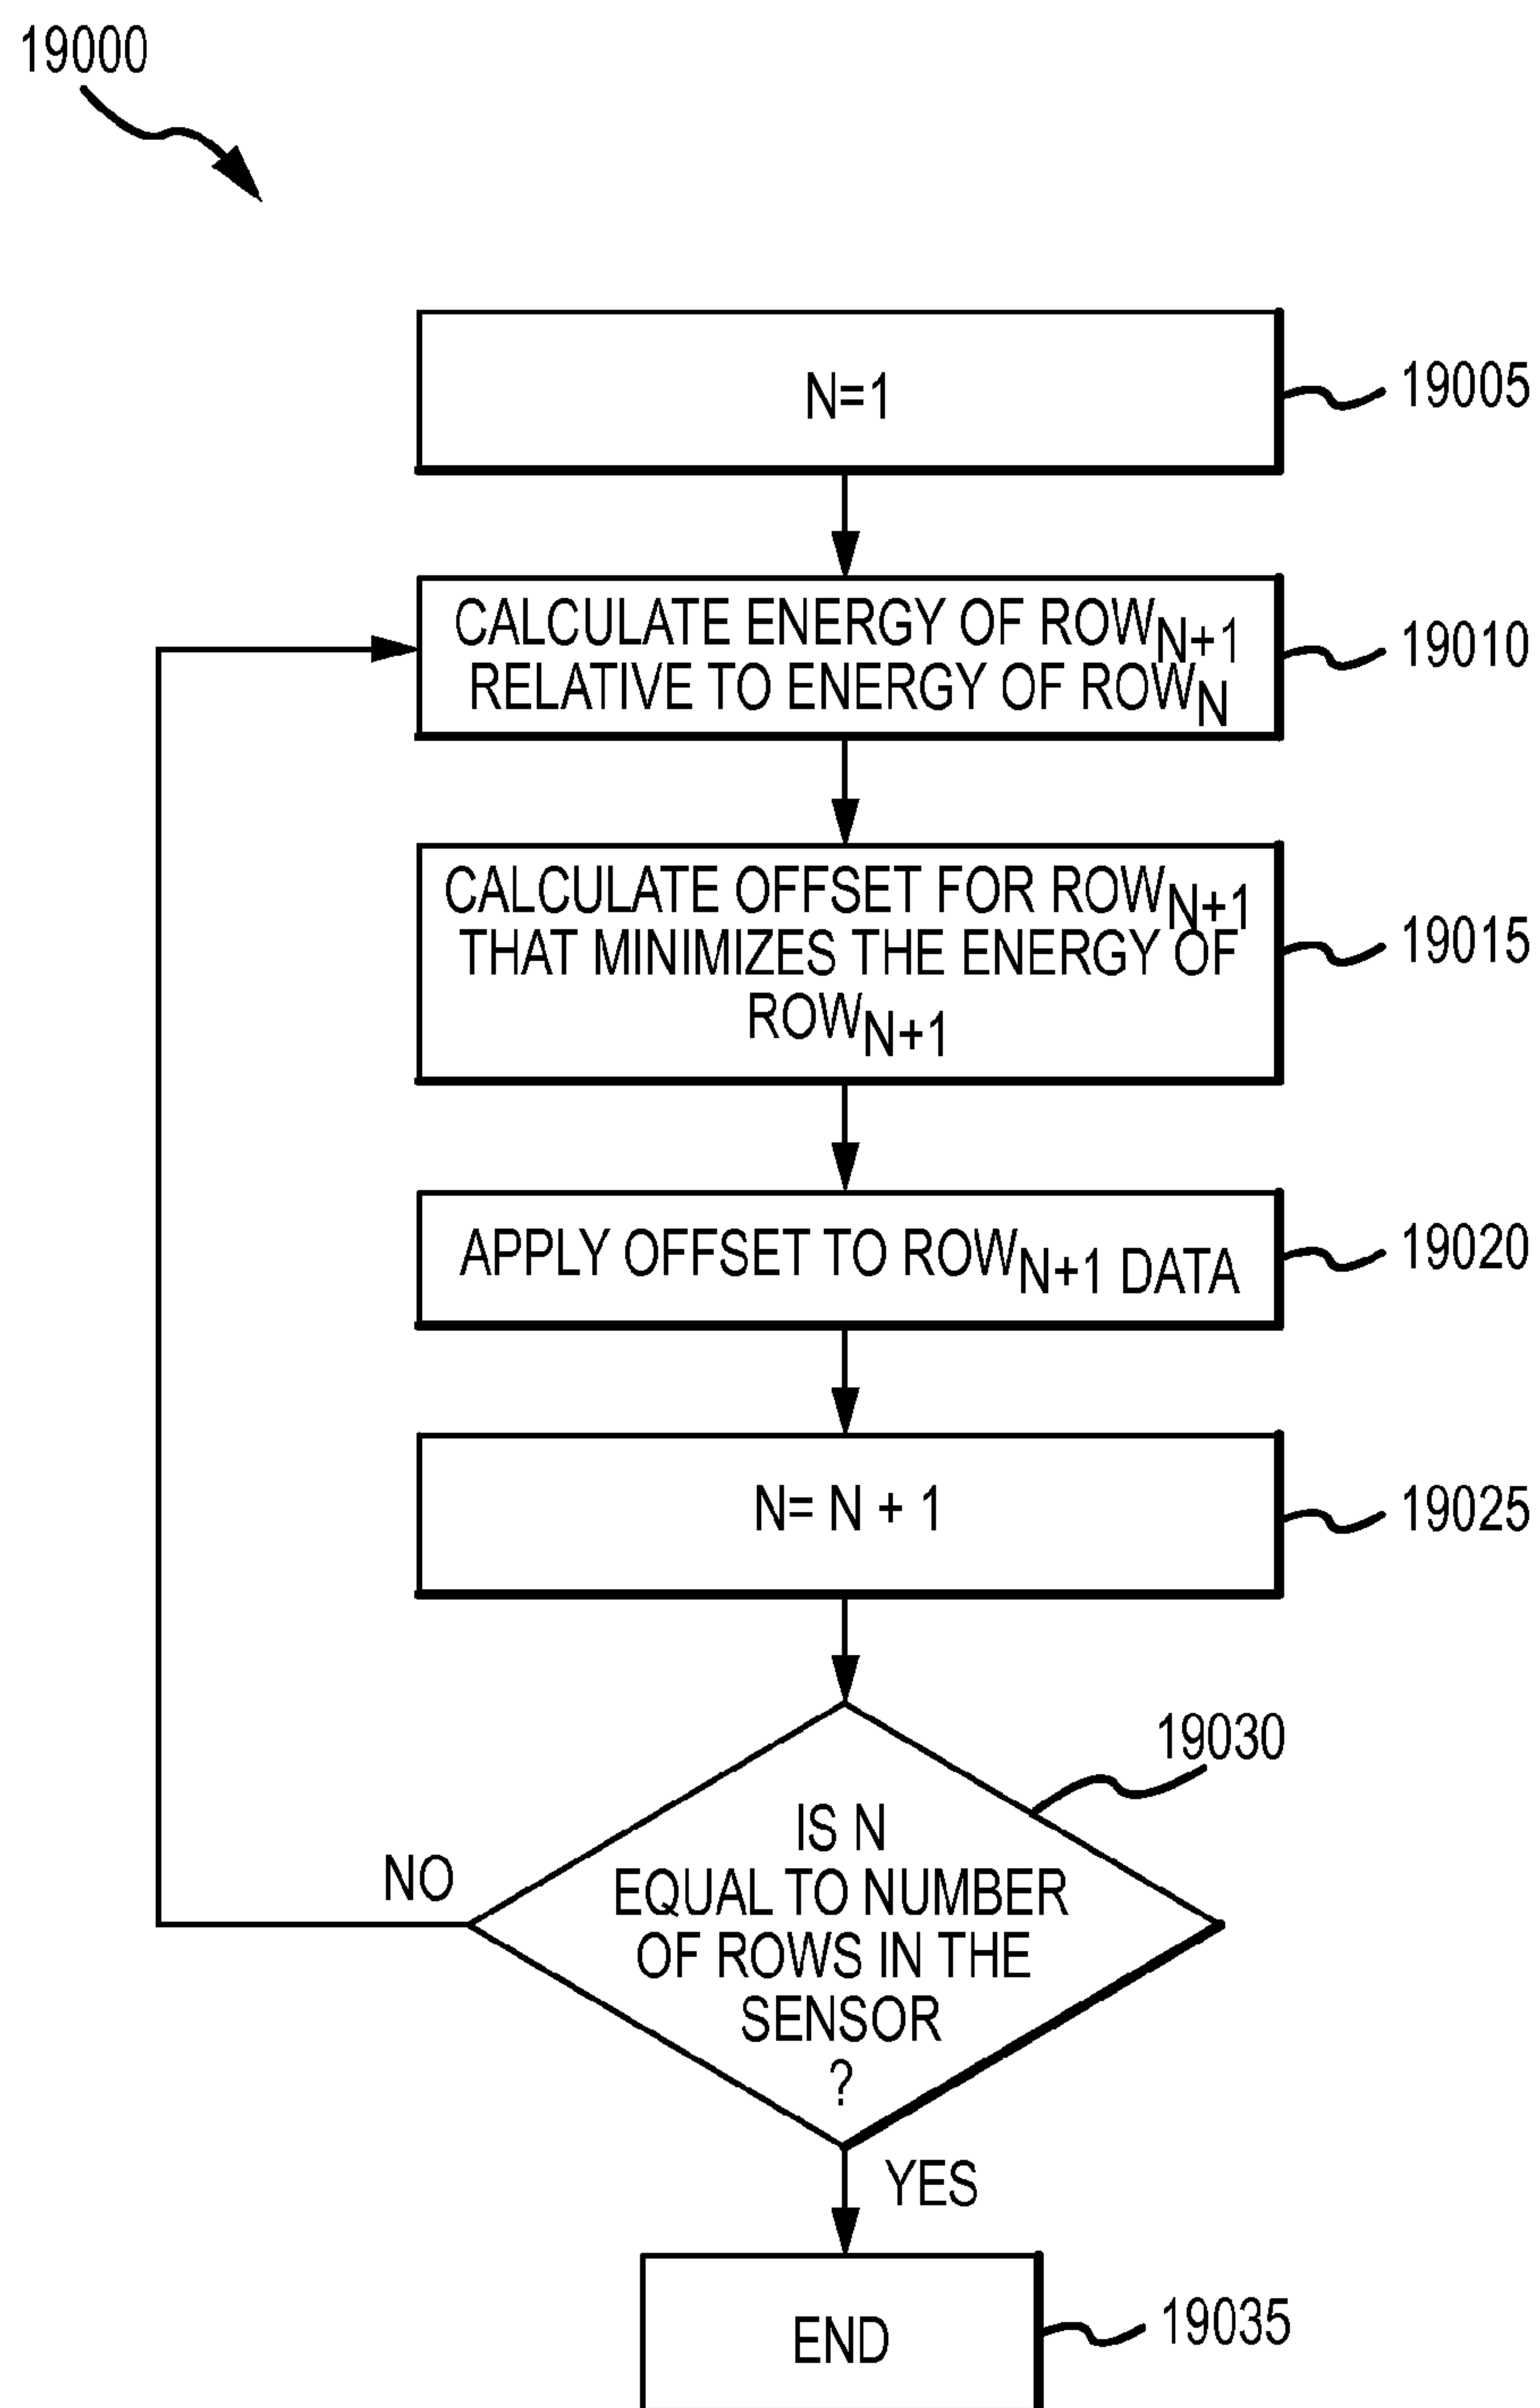 19000
N=1
19005
CALCULATE ENERGY OF ROWN+1
RELATIVE TO ENERGY OF ROWN
19010
CALCULATE OFFSET FOR ROWN+1
THAT MINIMIZES THE ENERGY OF
ROWN+1
19015
APPLY OFFSET TO ROWN+1 DATA
19020
N= N + 1
19025
19030
IS N
EQUAL TO NUMBER
OF ROWS IN THE
SENSOR
?
NO
YES
END
19035